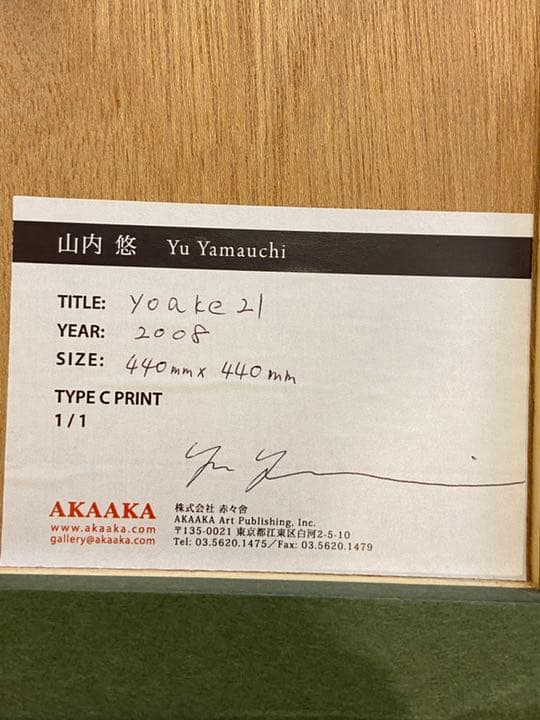 山内 悠 Yu Yamauchi
TITLE: Yoake 21
YEAR: 2008
SIZE: 440mm x 440mm
TYPE C PRINT
1 / 1
Yu Y
AKAAKA
www.akaaka.com
gallery@akaaka.com
株式会社 赤々舍
AKAAKA Art Publishing, Inc.
〒135-0021 東京都江東区白河2-5-10
Tel: 03.5620.1475／Fax: 03.5620.1479